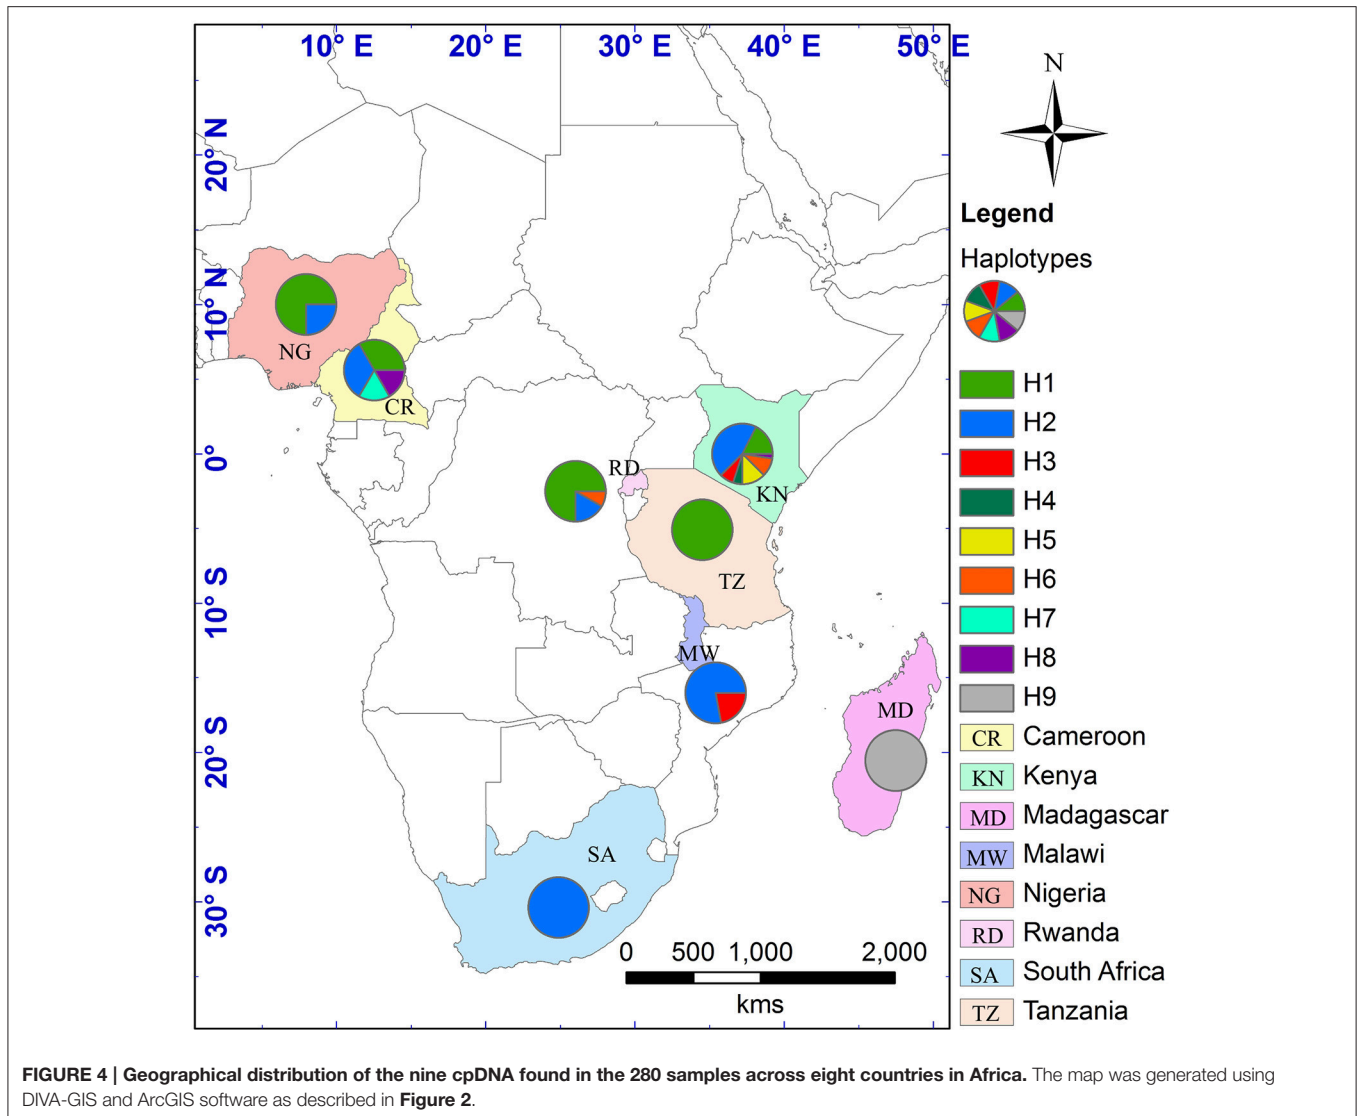 10° E 20° E 30° E 40° E 50° E
N
20° N
10° N
0°
10° S
20° S
30° S
NG
CR
RD
KN
TZ
MW
MD
SA
0 500 1,000 2,000
kms
Legend
Haplotypes
H1
H2
H3
H4
H5
H6
H7
H8
H9
CR Cameroon
KN Kenya
MD Madagascar
MW Malawi
NG Nigeria
RD Rwanda
SA South Africa
TZ Tanzania
FIGURE 4 | Geographical distribution of the nine cpDNA found in the 280 samples across eight countries in Africa. The map was generated using
DIVA-GIS and ArcGIS software as described in Figure 2.